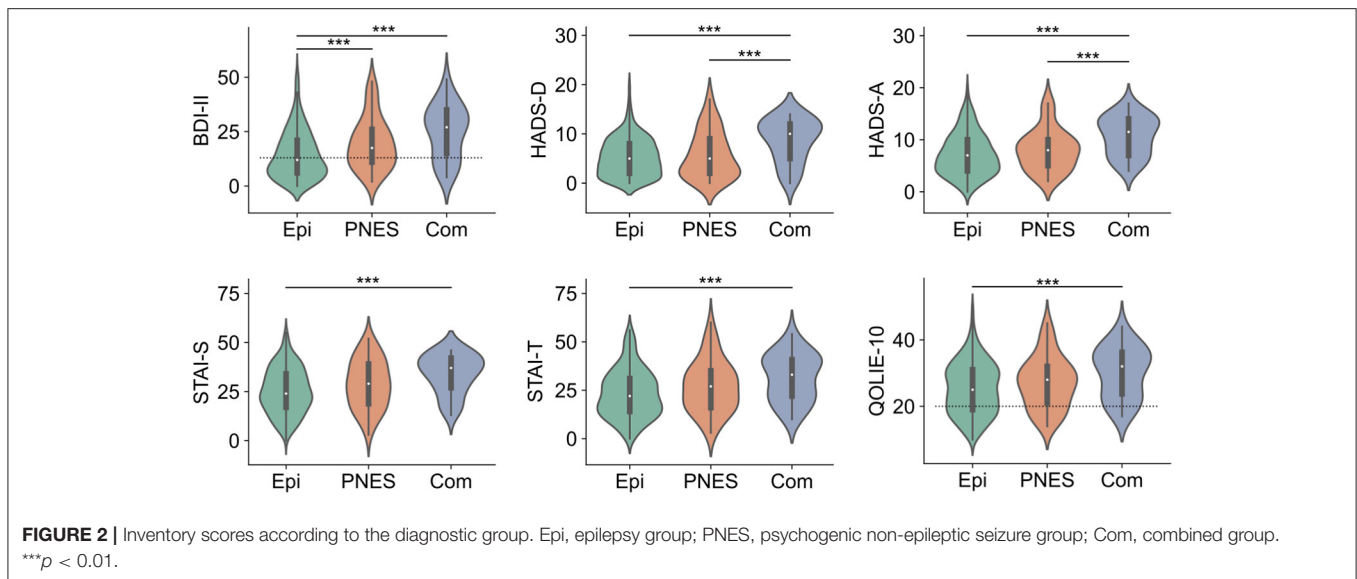 ***
***
50
25
0
BDI-II
Epi PNES Com
***
***
30
20
10
0
HADS-D
Epi PNES Com
***
***
30
20
10
0
HADS-A
Epi PNES Com
***
75
50
25
0
STAI-S
Epi PNES Com
***
75
50
25
0
STAI-T
Epi PNES Com
***
40
20
QOLIE-10
Epi PNES Com
FIGURE 2 | Inventory scores according to the diagnostic group. Epi, epilepsy group; PNES, psychogenic non-epileptic seizure group; Com, combined group.
***p < 0.01.